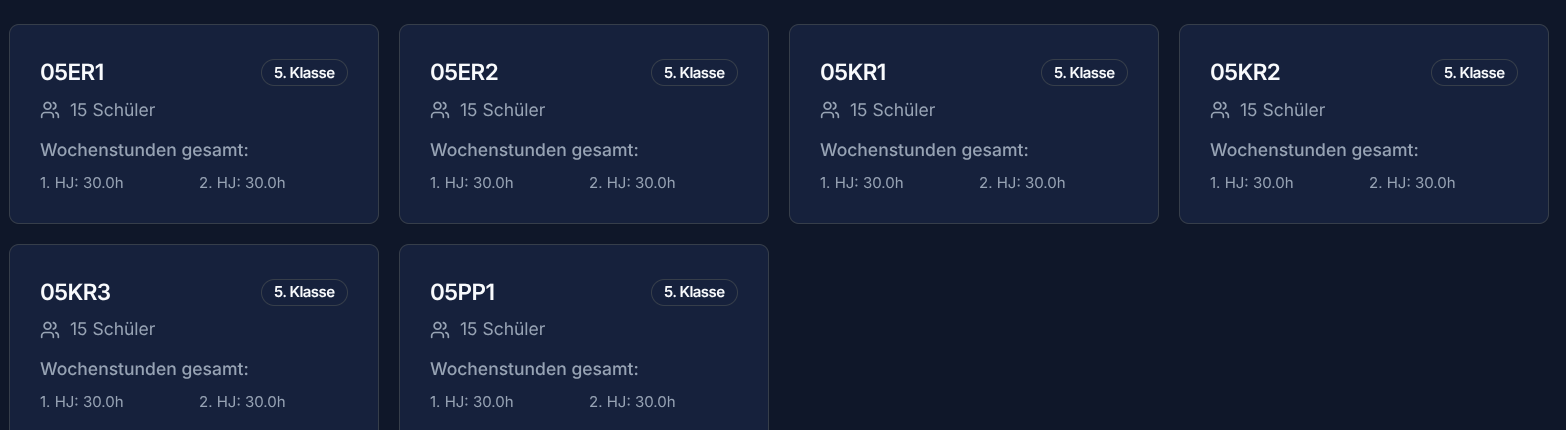 05ER1
5. Klasse
15 Schüler
Wochenstunden gesamt:
1. HJ: 30.0h
2. HJ: 30.0h
05ER2
5. Klasse
15 Schüler
Wochenstunden gesamt:
1. HJ: 30.0h
2. HJ: 30.0h
05KR1
5. Klasse
15 Schüler
Wochenstunden gesamt:
1. HJ: 30.0h
2. HJ: 30.0h
05KR2
5. Klasse
15 Schüler
Wochenstunden gesamt:
1. HJ: 30.0h
2. HJ: 30.0h
05KR3
5. Klasse
15 Schüler
Wochenstunden gesamt:
1. HJ: 30.0h
2. HJ: 30.0h
05PP1
5. Klasse
15 Schüler
Wochenstunden gesamt:
1. HJ: 30.0h
2. HJ: 30.0h